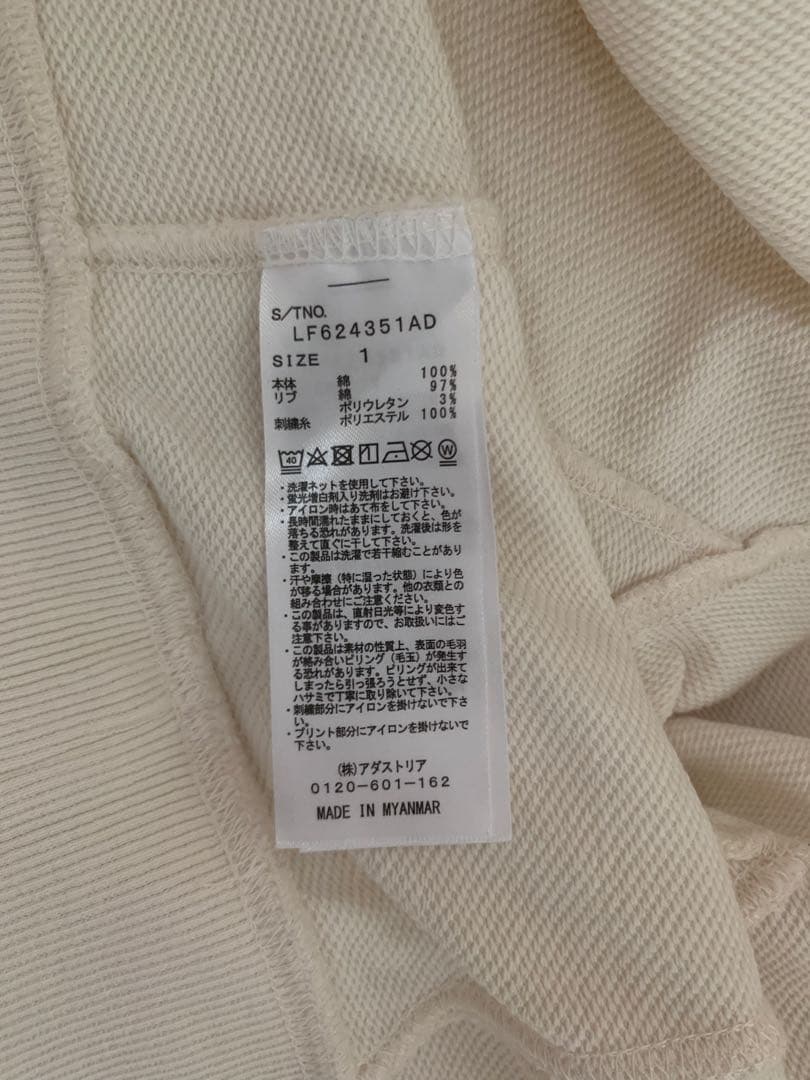 S/TNO.
LF624351AD
SIZE 1
本体 綿 100%
リブ 綿 97%
ポリウレタン 3%
刺繍糸 ポリエステル 100%
40 W
・洗濯ネットを使用して下さい。
・蛍光増白剤入り洗剤はお避け下さい。
・アイロン時はあて布をして下さい。
・長時間濡れたままにしておくと、色が
落ちる恐れがあります。洗濯後は形を
整えて直ぐに干して下さい。
・この製品は洗濯で若干縮むことがあり
ます。
・汗や摩擦（特に湿った状態）により色
が移る場合があります。他の衣類との
組み合わせにご注意ください。
・この製品は、直射日光等により変色す
る事がありますので、お取扱いにはご
注意下さい。
・この製品は素材の性質上、表面の毛羽
が絡み合いピリング（毛玉）が発生す
る恐れがあります。ピリングが出来て
しまったら引っ張ろうとせず、小さな
ハサミで丁寧に取り除いて下さい。
・刺繍部分にアイロンを掛けないで下さ
い。
・プリント部分にアイロンを掛けないで
下さい。
(株)アダストリア
0120-601-162
MADE IN MYANMAR